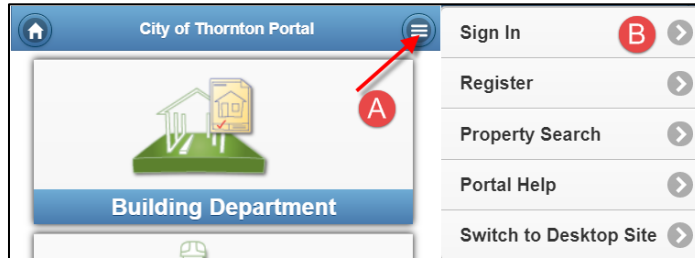 City of Thornton Portal
A
Building Department
Sign In
B
Register
Property Search
Portal Help
Switch to Desktop Site